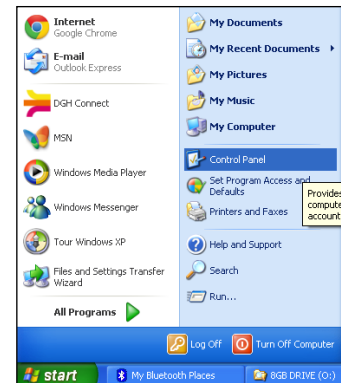 Internet
Google Chrome
E-mail
Outlook Express
DGH Connect
MSN
Windows Media Player
Windows Messenger
Tour Windows XP
Files and Settings Transfer
Wizard
All Programs
My Documents
My Recent Documents
My Pictures
My Music
My Computer
Control Panel
Set Program Access and
Defaults
Printers and Faxes
Provides
compute
account
Help and Support
Search
Run...
Log Off
Turn Off Computer
start
My Bluetooth Places
8GB DRIVE (O:)